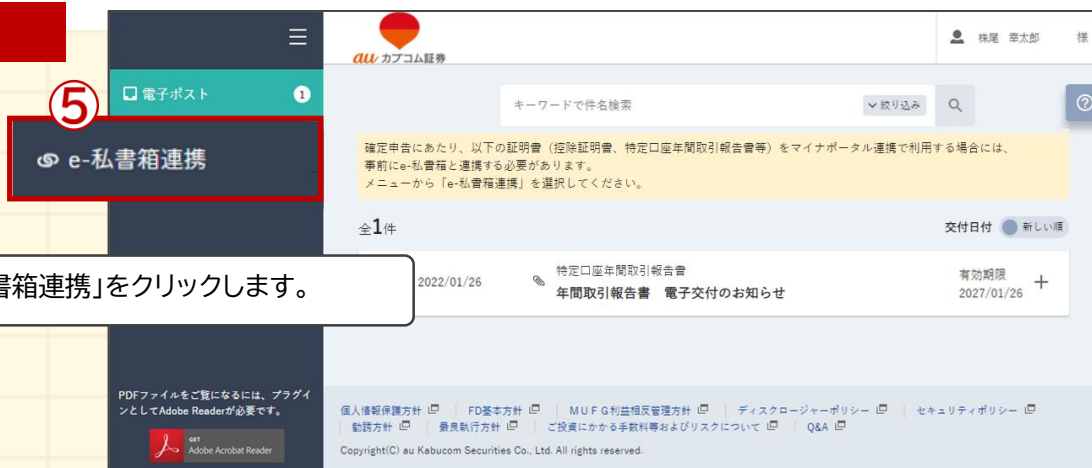 au カブコム証券
株尾 幸太郎 様
電子ポスト 1
キーワードで件名検索
絞り込み
⑤
e-私書箱連携
確定申告にあたり、以下の証明書（控除証明書、特定口座年間取引報告書等）をマイナポータル連携で利用する場合には、
事前にe-私書箱と連携する必要があります。
メニューから「e-私書箱連携」を選択してください。
全1件
交付日付 新しい順
書箱連携」をクリックします。
2022/01/26
特定口座年間取引報告書
年間取引報告書 電子交付のお知らせ
有効期限
2027/01/26
PDFファイルをご覧になるには、プラグイ
ンとしてAdobe Readerが必要です。
GET
Adobe Acrobat Reader
個人情報保護方針 FD基本方針 MUFG利益相反管理方針 ディスクロージャーポリシー セキュリティポリシー
勧誘方針 最良執行方針 ご投資にかかる手数料等およびリスクについて Q&A
Copyright(C) au Kabucom Securities Co., Ltd. All rights reserved.